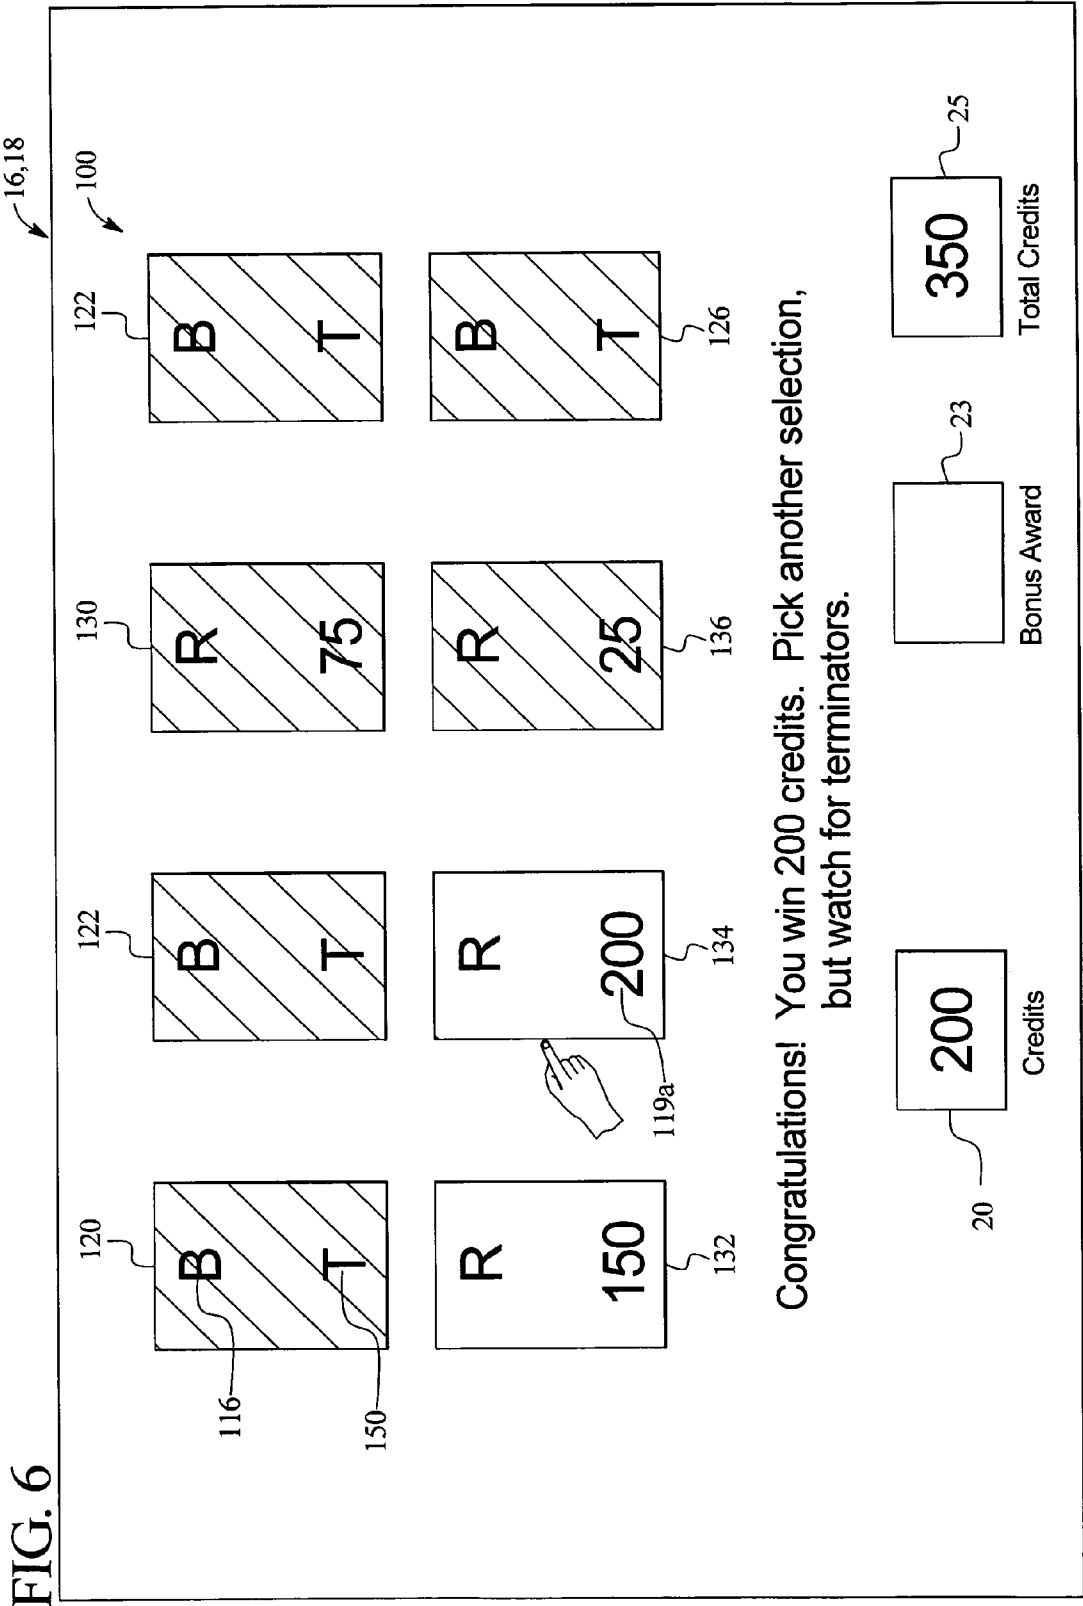 FIG. 6
16,18
100
120
122
130
122
B
B
R
B
T
T
75
T
116
150
R
R
R
B
150
200
25
T
119a
132
134
136
126
Congratulations! You win 200 credits. Pick another selection,
but watch for terminators.
200
350
20
23
25
Credits
Bonus Award
Total Credits